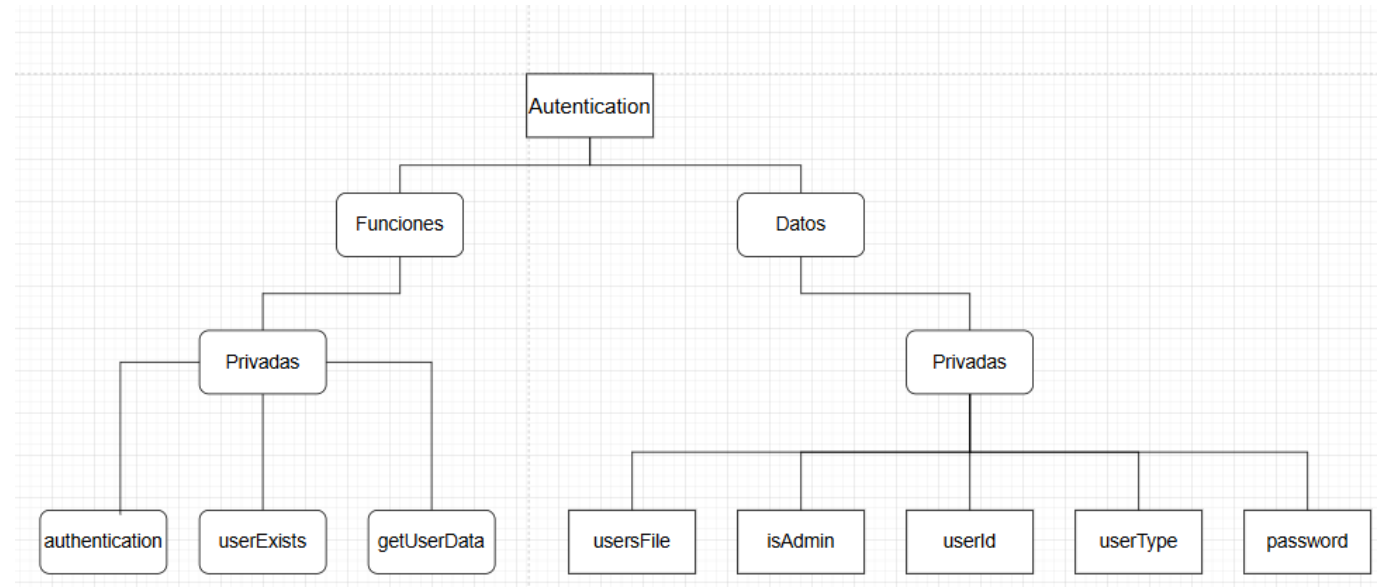 Autentication
Funciones
Datos
Privadas
Privadas
authentication
userExists
getUserData
usersFile
isAdmin
userId
userType
password